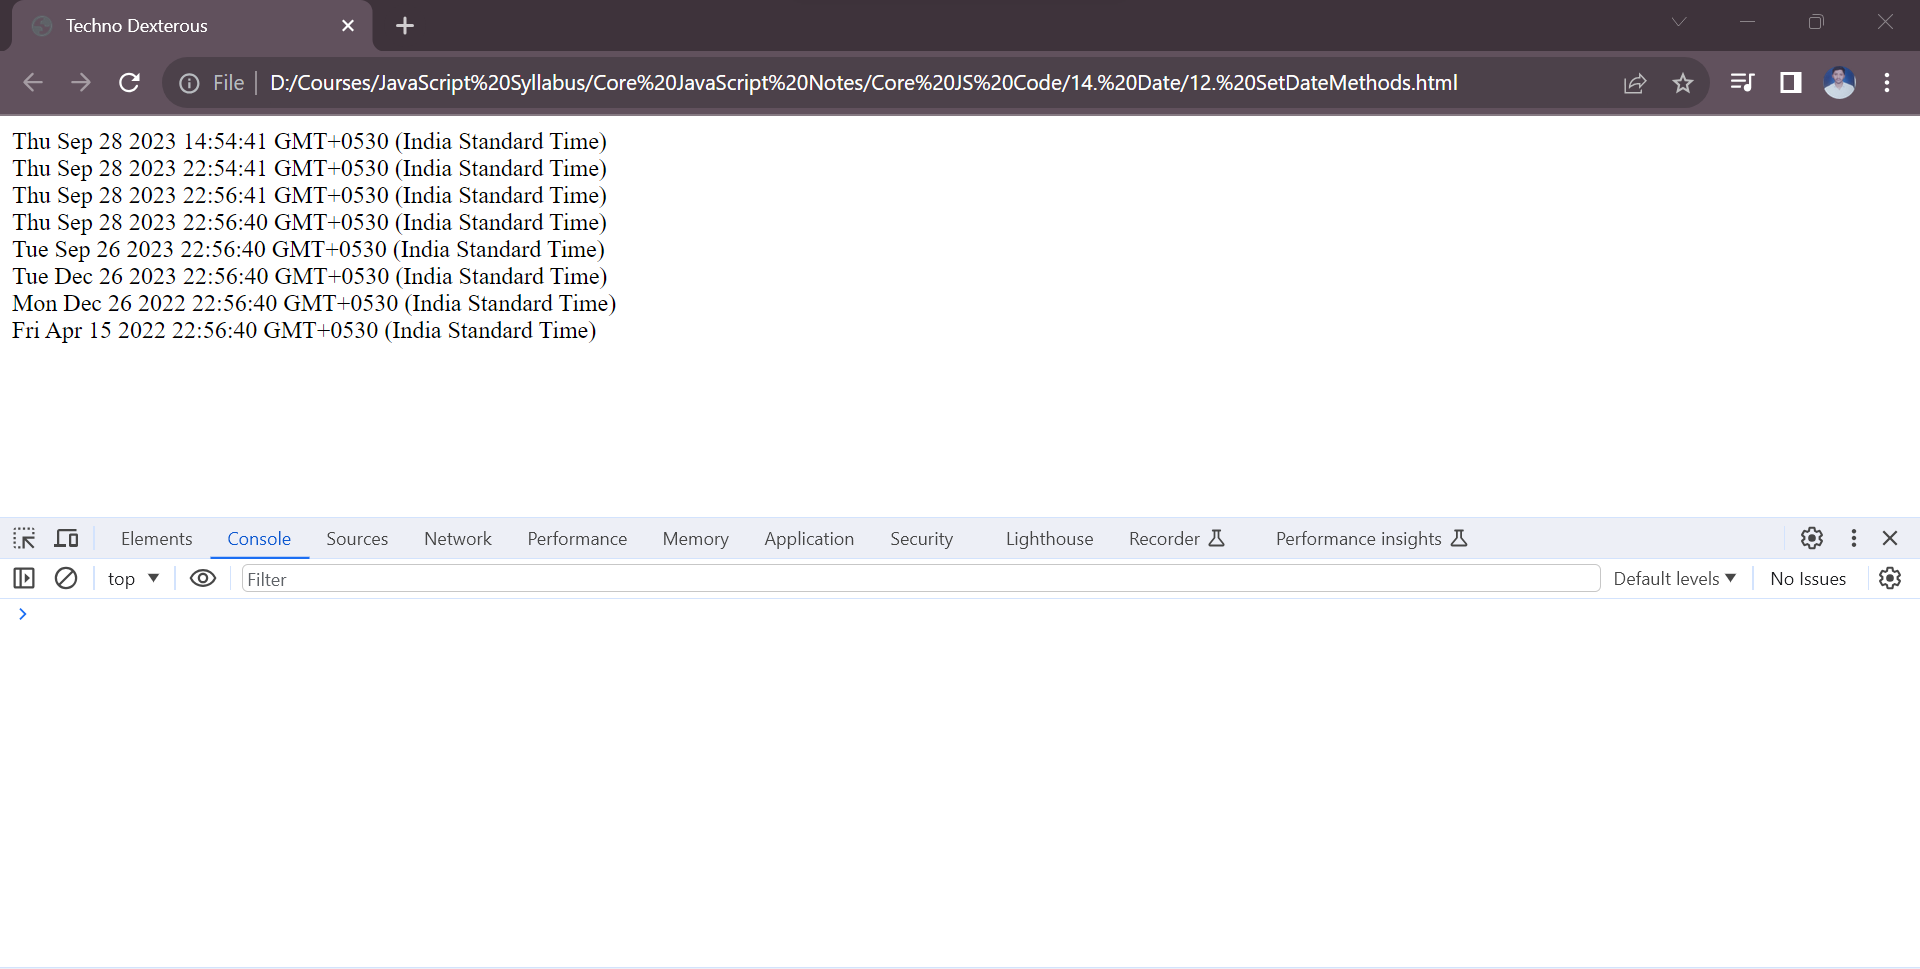 Techno Dexterous
File D:/Courses/JavaScript%20Syllabus/Core%20JavaScript%20Notes/Core%20JS%20Code/14.%20Date/12.%20SetDateMethods.html
Thu Sep 28 2023 14:54:41 GMT+0530 (India Standard Time)
Thu Sep 28 2023 22:54:41 GMT+0530 (India Standard Time)
Thu Sep 28 2023 22:56:41 GMT+0530 (India Standard Time)
Thu Sep 28 2023 22:56:40 GMT+0530 (India Standard Time)
Tue Sep 26 2023 22:56:40 GMT+0530 (India Standard Time)
Tue Dec 26 2023 22:56:40 GMT+0530 (India Standard Time)
Mon Dec 26 2022 22:56:40 GMT+0530 (India Standard Time)
Fri Apr 15 2022 22:56:40 GMT+0530 (India Standard Time)
Elements Console Sources Network Performance Memory Application Security Lighthouse Recorder Performance insights
top Filter Default levels No Issues